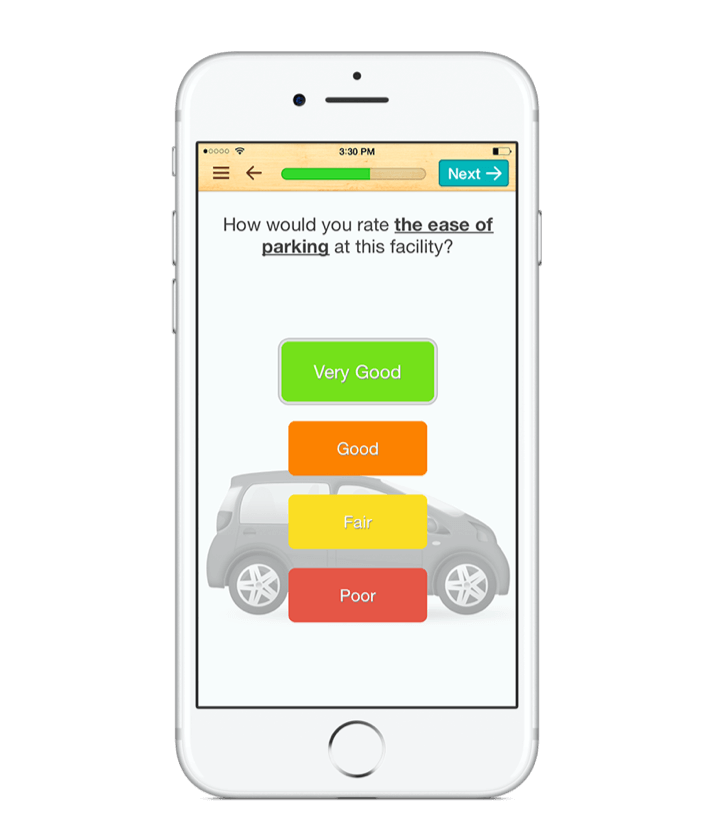 3:30 PM
Next
How would you rate the ease of
parking at this facility?
Very Good
Good
Fair
Poor